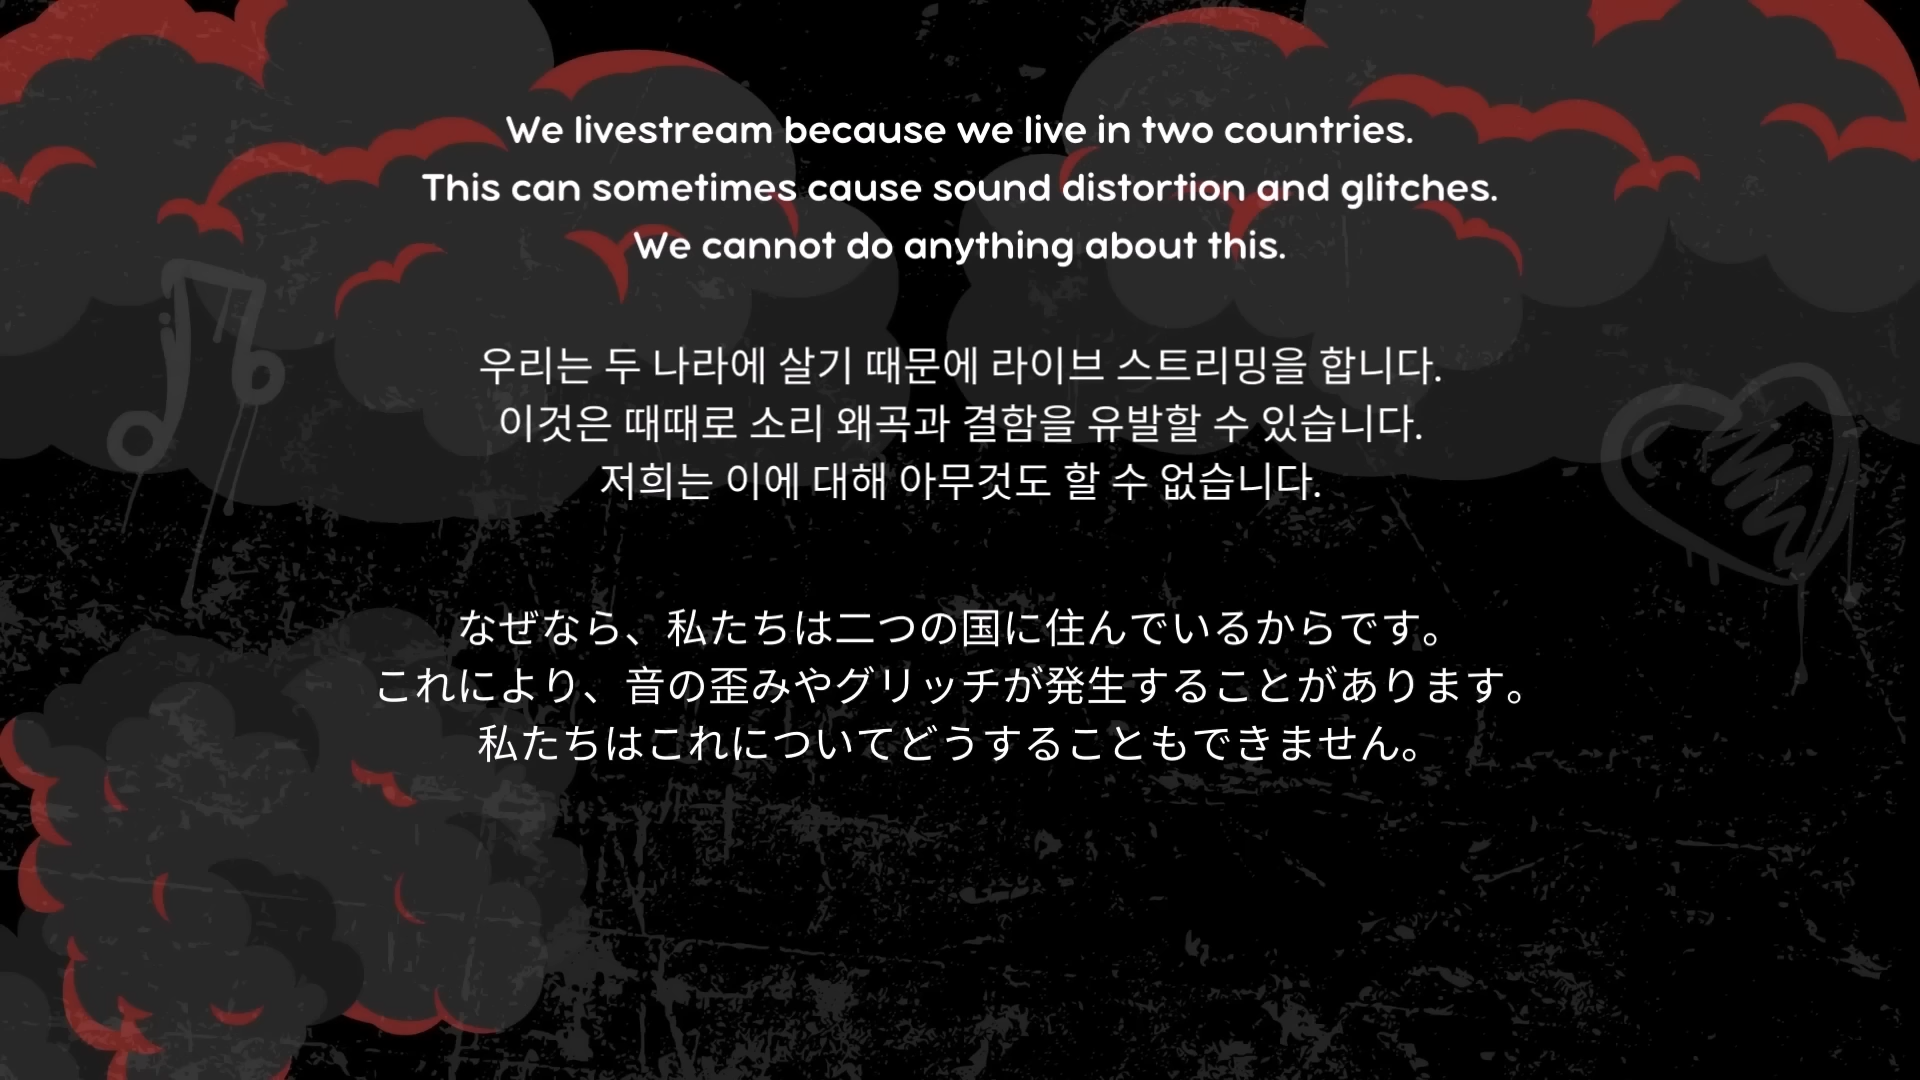 We livestream because we live in two countries.
This can sometimes cause sound distortion and glitches.
We cannot do anything about this.
우리는 두 나라에 살기 때문에 라이브 스트리밍을 합니다.
이것은 때때로 소리 왜곡과 결함을 유발할 수 있습니다.
저희는 이에 대해 아무것도 할 수 없습니다.
なぜなら、私たちは二つの国に住んでいるからです。
これにより、音の歪みやグリッチが発生することがあります。
私たちはこれについてどうすることもできません。